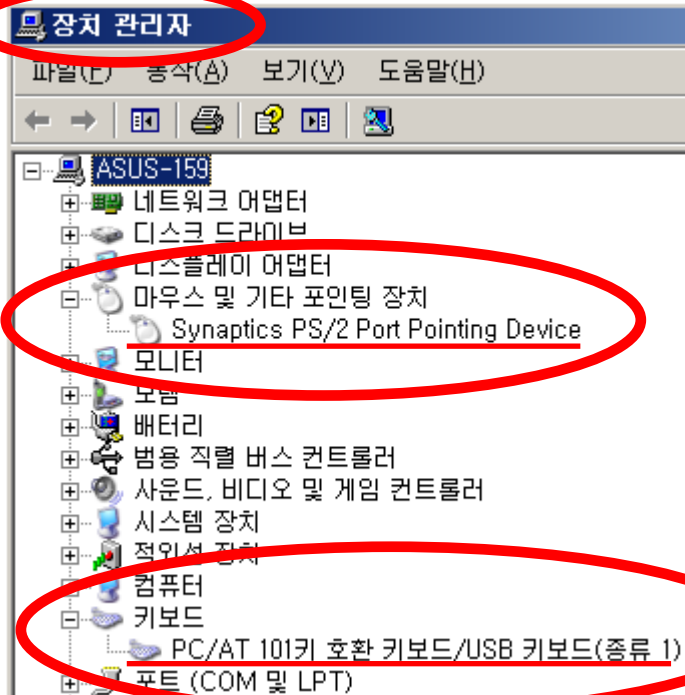 장치 관리자
파일(F) 동작(A) 보기(V) 도움말(H)
ASUS-159
네트워크 어댑터
디스크 드라이브
디스플레이 어댑터
마우스 및 기타 포인팅 장치
Synaptics PS/2 Port Pointing Device
모니터
모뎀
배터리
범용 직렬 버스 컨트롤러
사운드, 비디오 및 게임 컨트롤러
시스템 장치
적외선 장치
컴퓨터
키보드
PC/AT 101키 호환 키보드/USB 키보드(종류 1)
포트 (COM 및 LPT)